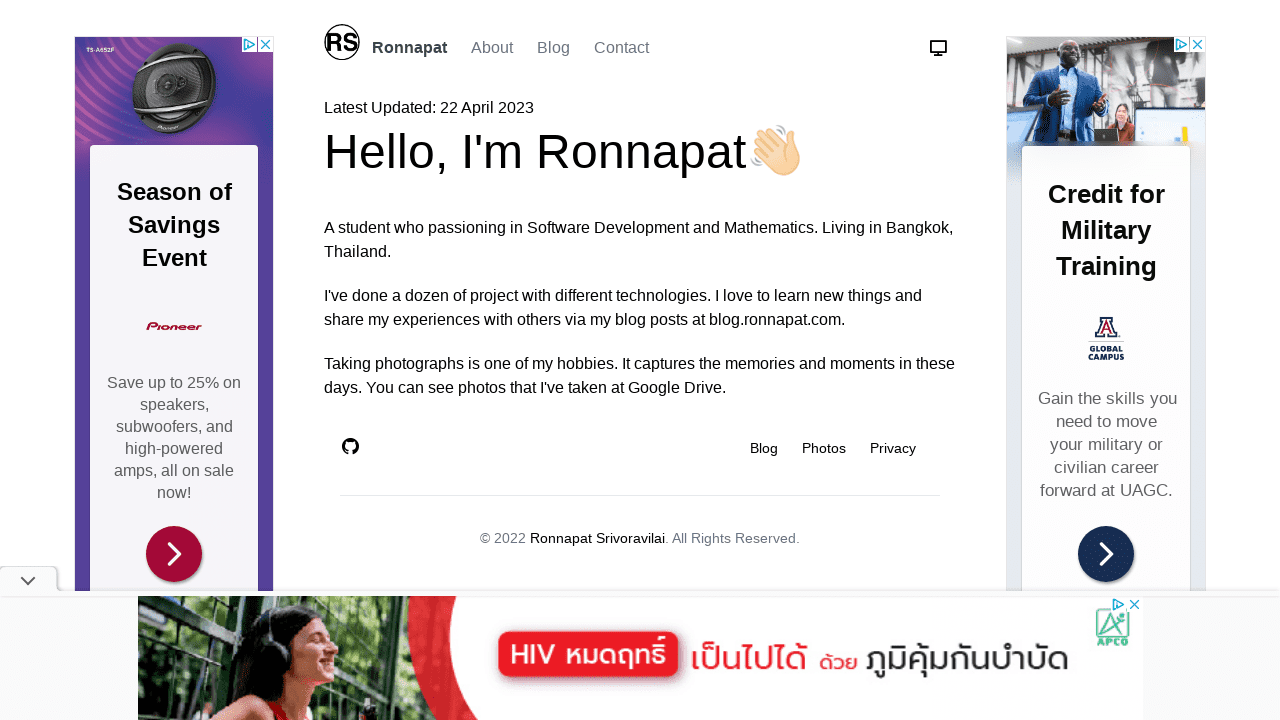 RS
Ronnapat
About
Blog
Contact
Latest Updated: 22 April 2023
Hello, I'm Ronnapat👋🏻
A student who passioning in Software Development and Mathematics. Living in Bangkok,
Thailand.
I've done a dozen of project with different technologies. I love to learn new things and
share my experiences with others via my blog posts at blog.ronnapat.com.
Taking photographs is one of my hobbies. It captures the memories and moments in these
days. You can see photos that I've taken at Google Drive.
Blog
Photos
Privacy
© 2022 Ronnapat Srivoravilai. All Rights Reserved.
TS-A652F
Pioneer
Season of
Savings
Event
Pioneer
Save up to 25% on
speakers,
subwoofers, and
high-powered
amps, all on sale
now!
Credit for
Military
Training
A
GLOBAL
CAMPUS
Gain the skills you
need to move
your military or
civilian career
forward at UAGC.
HIV หมดฤทธิ์ เป็นไปได้ ด้วย ภูมิคุ้มกันบำบัด
APCO